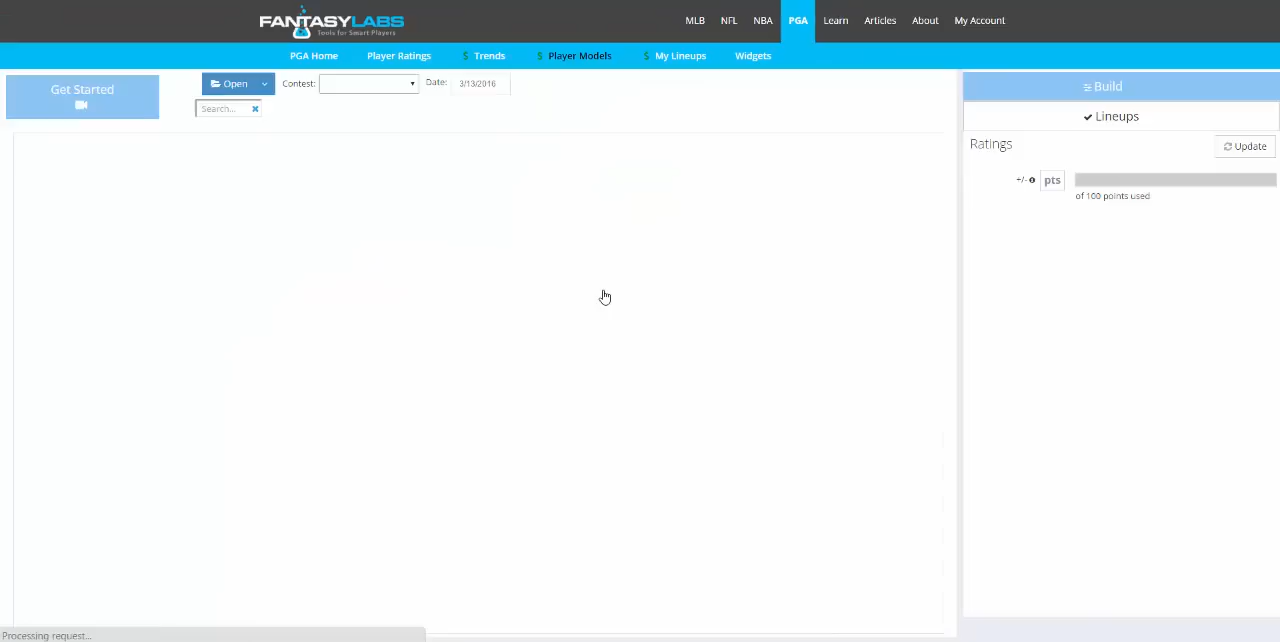 FANTASYLABS
Tools for Smart Players
MLB NFL NBA PGA Learn Articles About My Account
PGA Home Player Ratings $ Trends $ Player Models $ My Lineups Widgets
Get Started
Open Contest: Date: 3/13/2016
Search...
Build
Lineups
Ratings Update
+/- pts
of 100 points used
Processing request...